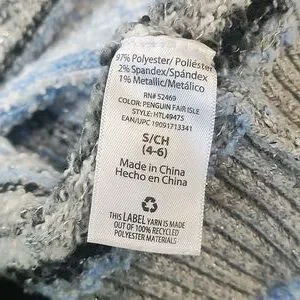 97% Polyester/ Poliéster
2% Spandex/Spándex
1% Metallic/Metálico
RN# 52469
COLOR: PENGUIN FAIR ISLE
STYLE: HTL49475
EAN/UPC 19091713341
S/CH
(4-6)
Made in China
Hecho en China
THIS LABEL YARN IS MADE
OUT OF 100% RECYCLED
POLYESTER MATERIALS